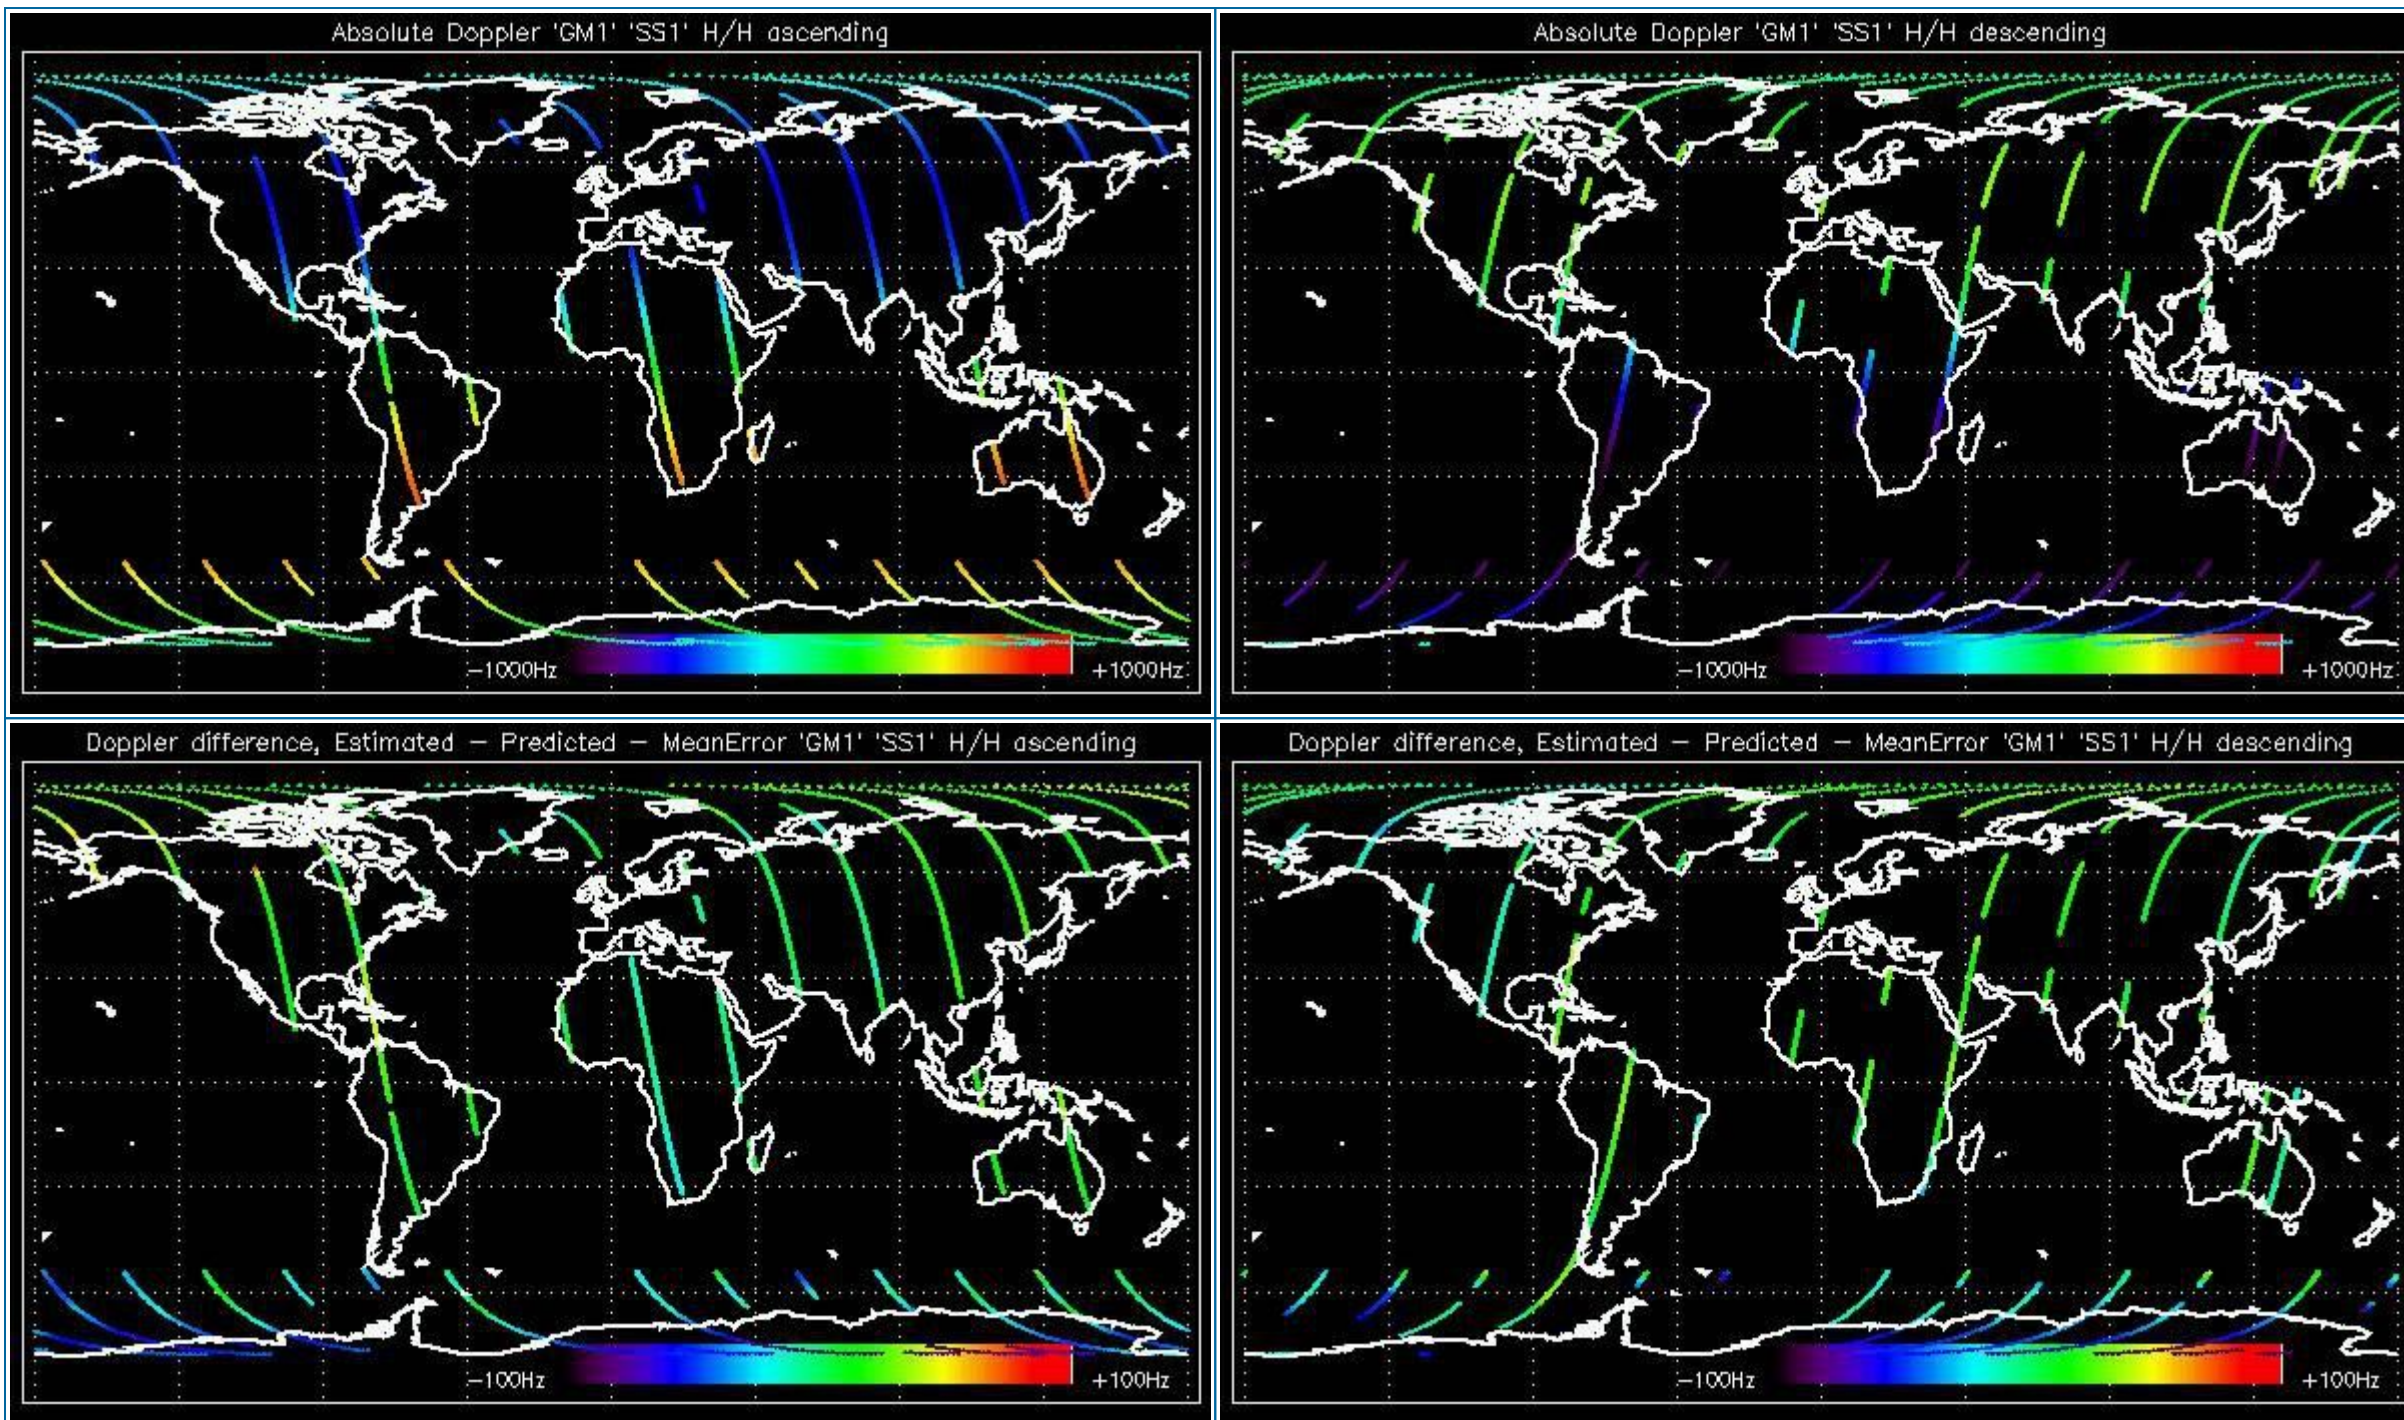 Absolute Doppler 'GM1' 'SS1' H/H ascending
−1000Hz
+1000Hz
Absolute Doppler 'GM1' 'SS1' H/H descending
−1000Hz
+1000Hz
Doppler difference, Estimated − Predicted − MeanError 'GM1' 'SS1' H/H ascending
−100Hz
+100Hz
Doppler difference, Estimated − Predicted − MeanError 'GM1' 'SS1' H/H descending
−100Hz
+100Hz